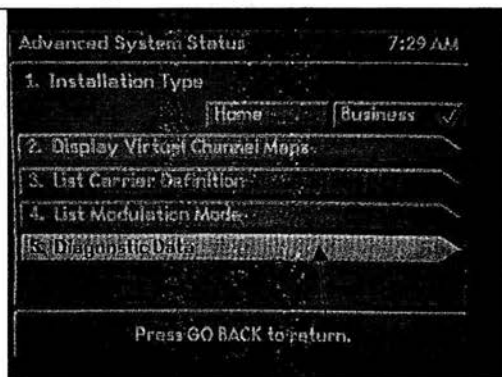 Advanced System Status 7:29 AM
1. Installation Type
Home Business ✓
2. Display Virtual Channel Maps
3. List Carrier Definition
4. List Modulation Mode
5. Diagnostic Data
Press GO BACK to return.